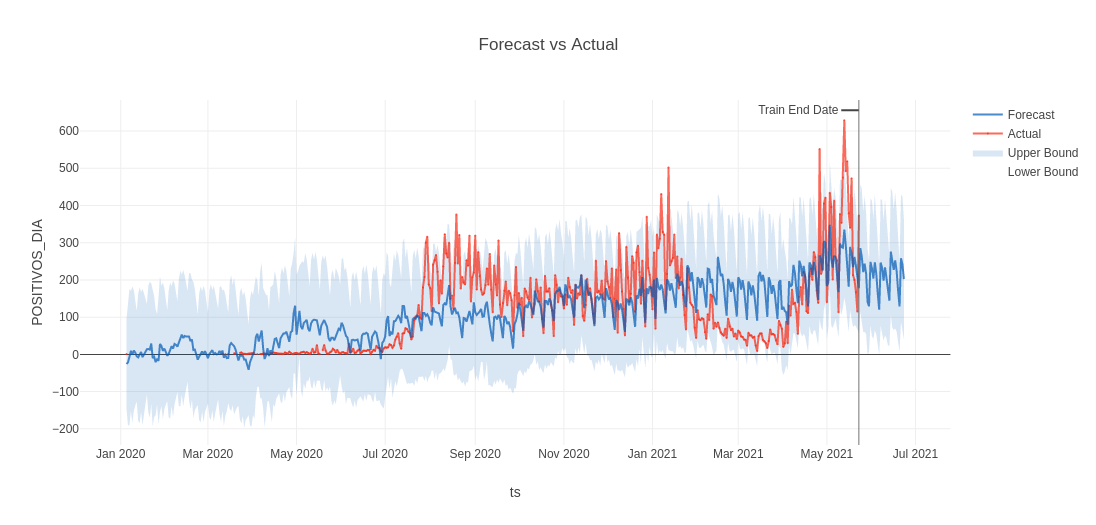 Forecast vs Actual
Train End Date
Forecast
Actual
Upper Bound
Lower Bound
POSITIVOS_DIA
600
500
400
300
200
100
0
−100
−200
Jan 2020
Mar 2020
May 2020
Jul 2020
Sep 2020
Nov 2020
Jan 2021
Mar 2021
May 2021
Jul 2021
ts